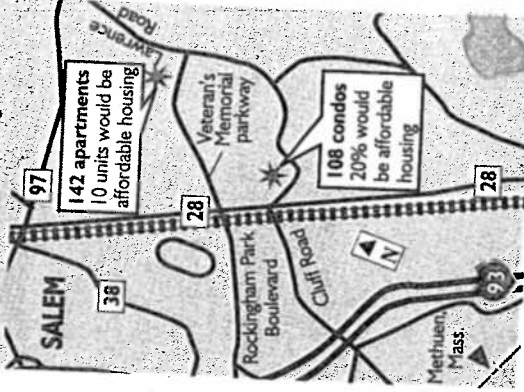 Lawrence
Road
142 apartments
10 units would be
affordable housing
97
Veteran's
Memorial
parkway
108 condos
20% would
be affordable
housing
28
28
SALEM
38
Rockingham Park
Boulevard
Cluff Road
N
93
Methuen,
Mass.